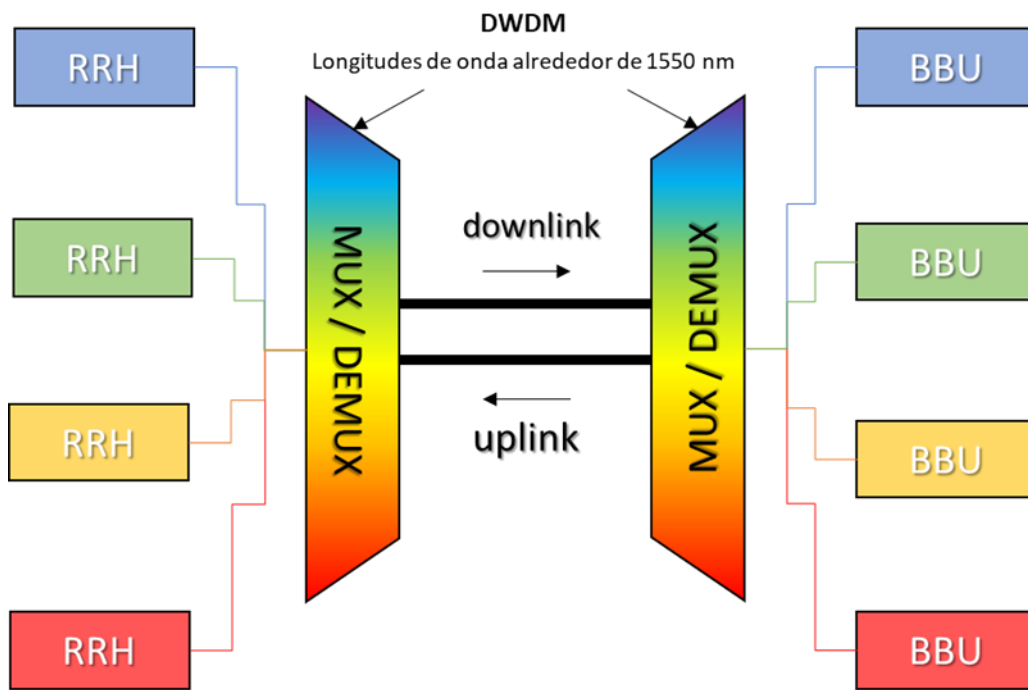 DWDM
Longitudes de onda alrededor de 1550 nm
RRH
BBU
RRH
BBU
RRH
BBU
RRH
BBU
MUX / DEMUX
MUX / DEMUX
downlink
uplink